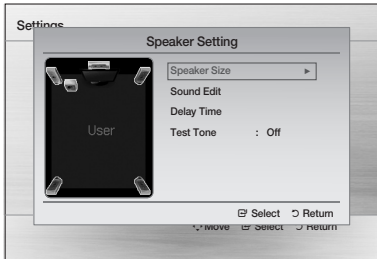 Settings
Speaker Setting
User
Speaker Size ►
Sound Edit
Delay Time
Test Tone : Off
Select Return
Move Select Return